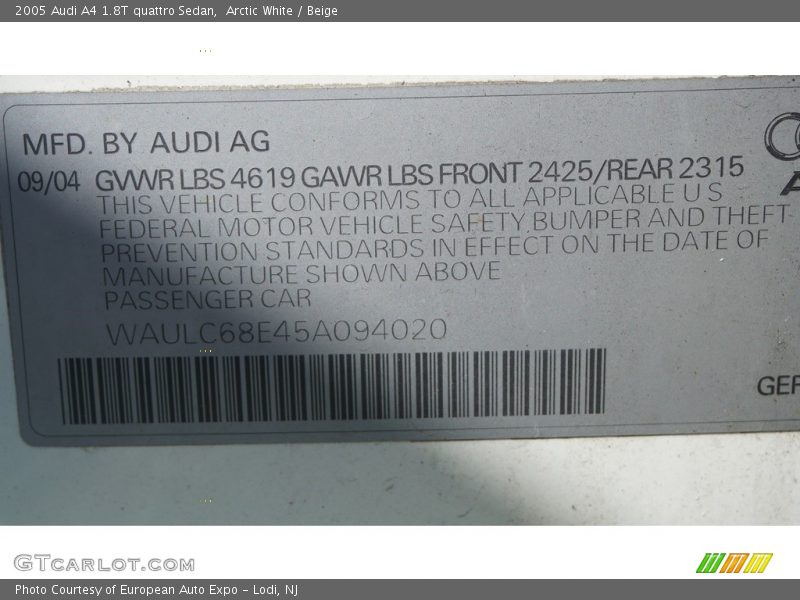 2005 Audi A4 1.8T quattro Sedan, Arctic White / Beige
MFD. BY AUDI AG
09/04 GVWR LBS 4619 GAWR LBS FRONT 2425/REAR 2315
THIS VEHICLE CONFORMS TO ALL APPLICABLE U S
FEDERAL MOTOR VEHICLE SAFETY BUMPER AND THEFT
PREVENTION STANDARDS IN EFFECT ON THE DATE OF
MANUFACTURE SHOWN ABOVE
PASSENGER CAR
WAULC68E45A094020
GTCARLOT.COM
Photo Courtesy of European Auto Expo - Lodi, NJ